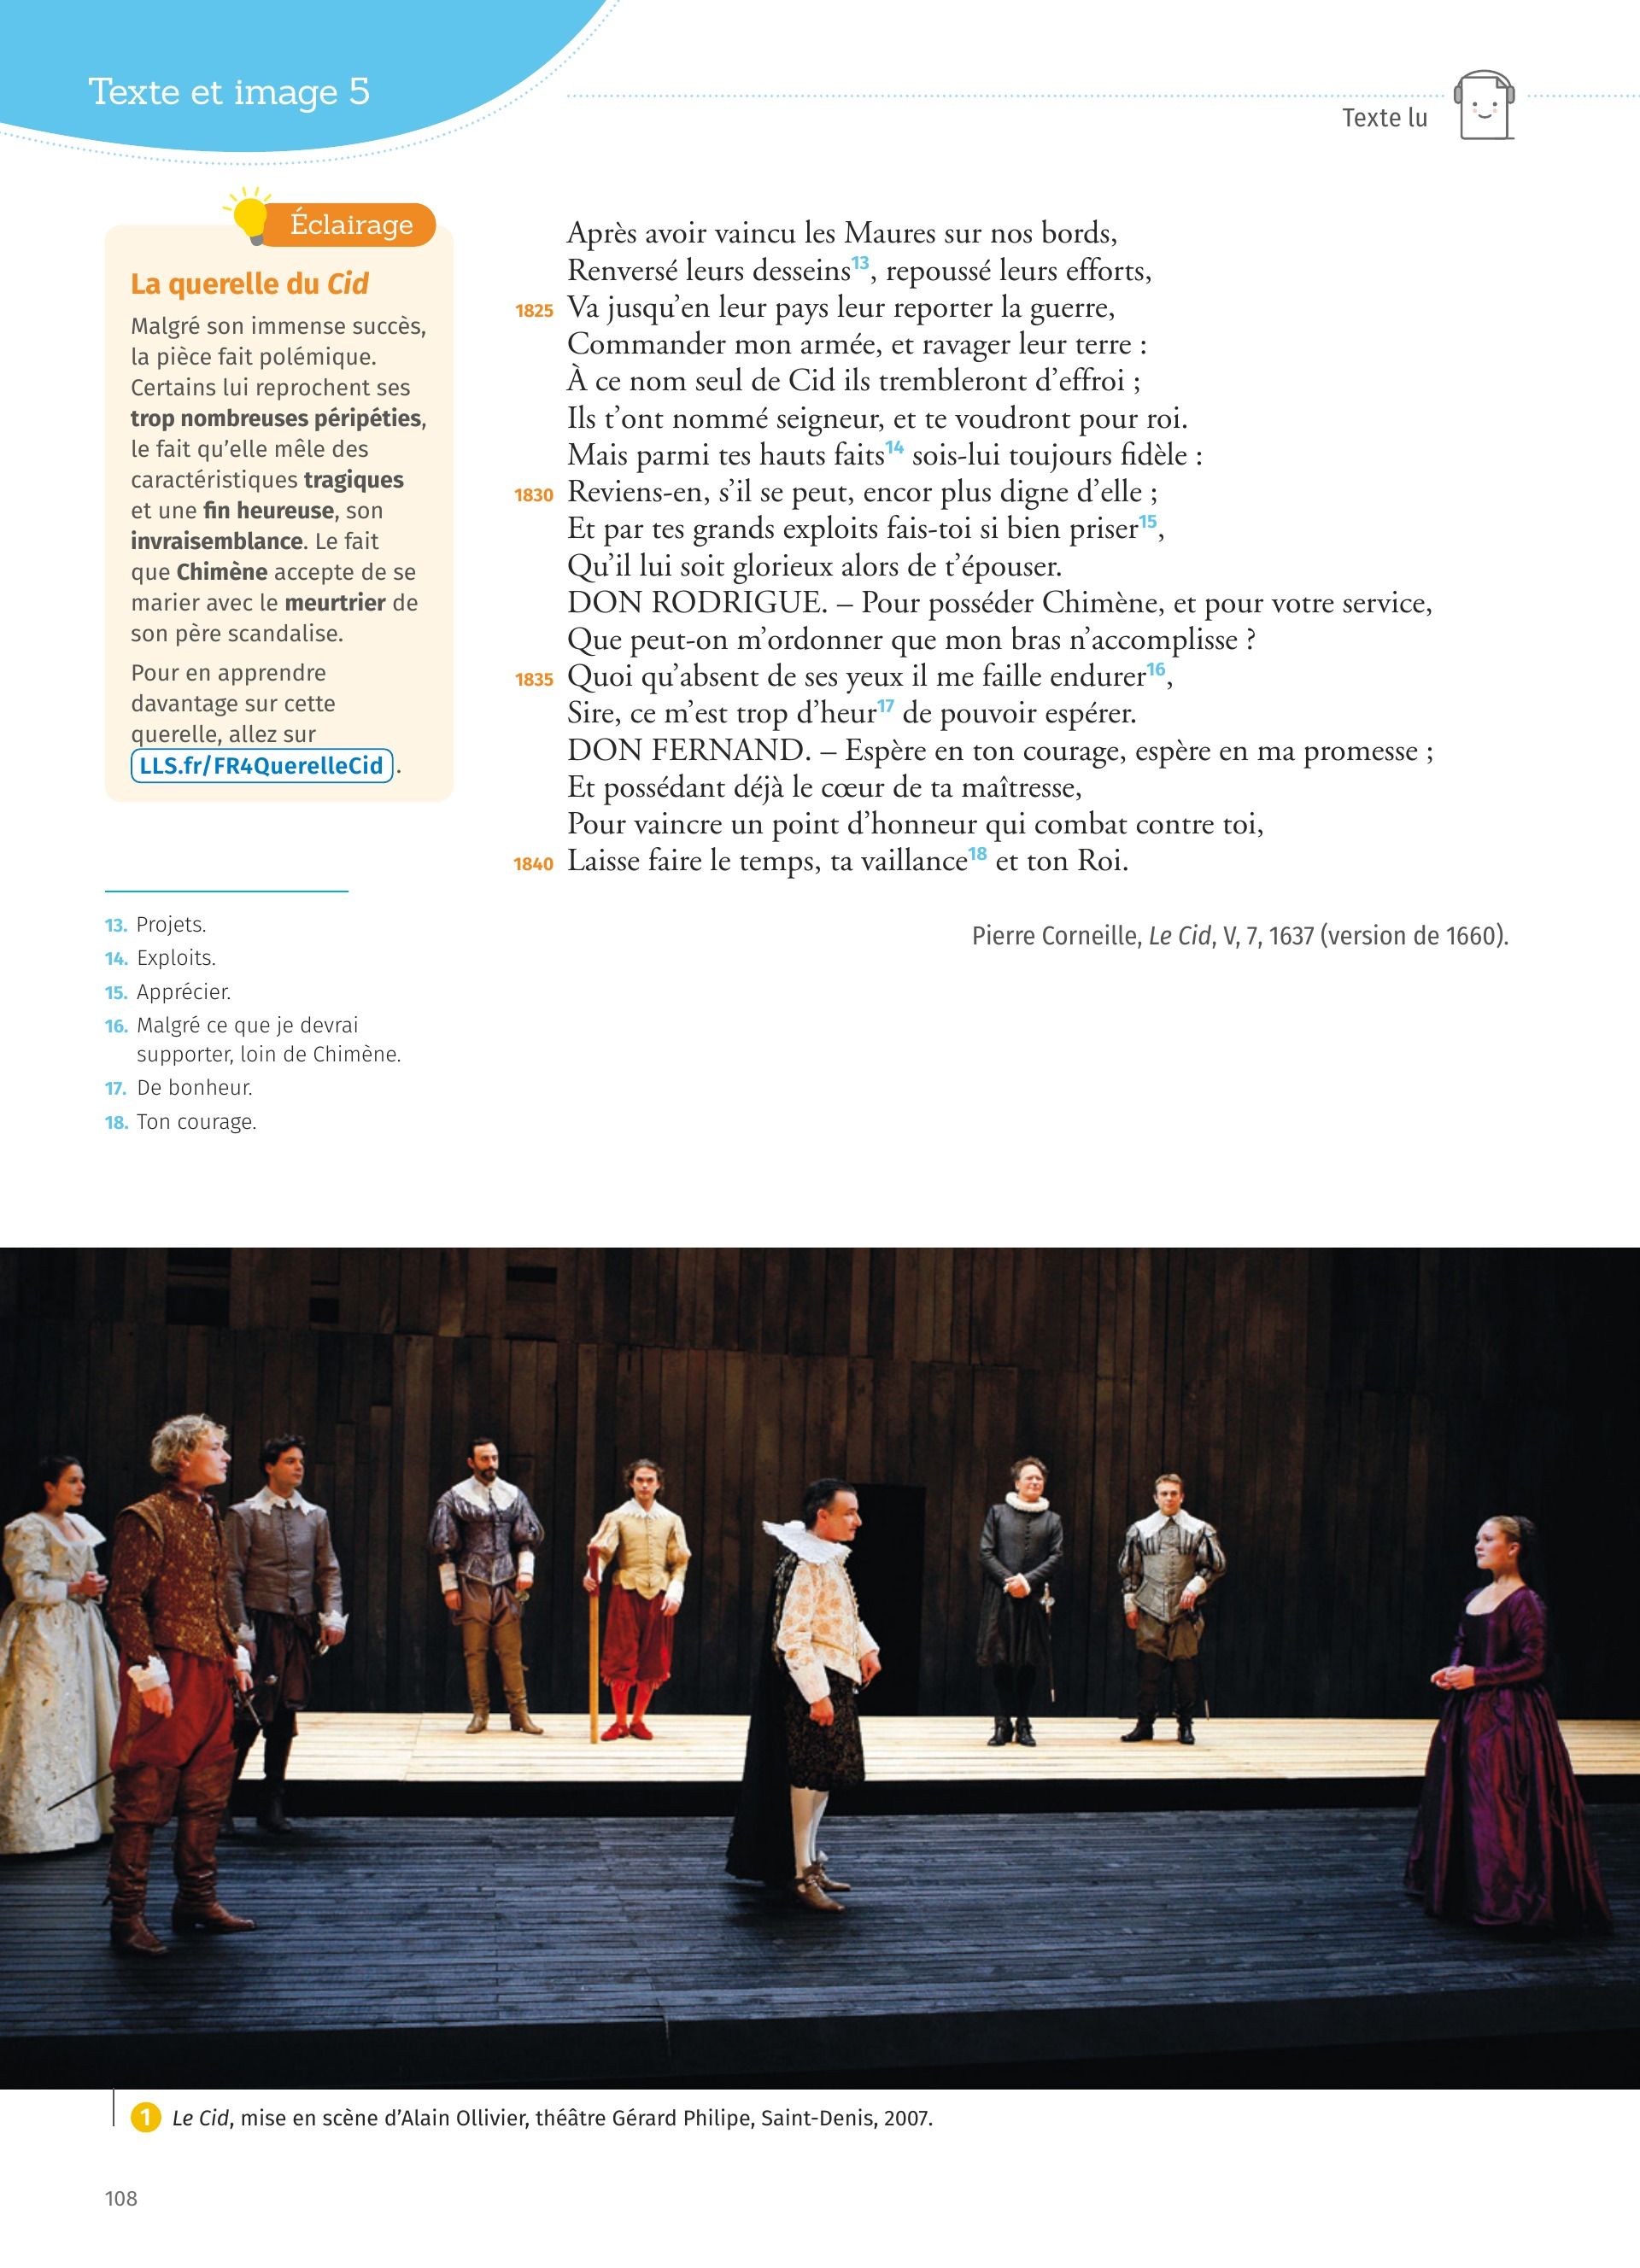 Texte et image 5
Texte lu
Éclairage
La querelle du Cid
Malgré son immense succès,
la pièce fait polémique.
Certains lui reprochent ses
trop nombreuses péripéties,
le fait qu’elle mêle des
caractéristiques tragiques
et une fin heureuse, son
invraisemblance. Le fait
que Chimène accepte de se
marier avec le meurtrier de
son père scandalise.
Pour en apprendre
davantage sur cette
querelle, allez sur
LLS.fr/FR4QuerelleCid.
13. Projets.
14. Exploits.
15. Apprécier.
16. Malgré ce que je devrai
supporter, loin de Chimène.
17. De bonheur.
18. Ton courage.
Après avoir vaincu les Maures sur nos bords,
Renversé leurs desseins13, repoussé leurs efforts,
1825 Va jusqu’en leur pays leur reporter la guerre,
Commander mon armée, et ravager leur terre :
À ce nom seul de Cid ils trembleront d’effroi ;
Ils t’ont nommé seigneur, et te voudront pour roi.
Mais parmi tes hauts faits14 sois-lui toujours fidèle :
1830 Reviens-en, s’il se peut, encor plus digne d’elle ;
Et par tes grands exploits fais-toi si bien priser15,
Qu’il lui soit glorieux alors de t’épouser.
DON RODRIGUE. – Pour posséder Chimène, et pour votre service,
Que peut-on m’ordonner que mon bras n’accomplisse ?
1835 Quoi qu’absent de ses yeux il me faille endurer16,
Sire, ce m’est trop d’heur17 de pouvoir espérer.
DON FERNAND. – Espère en ton courage, espère en ma promesse ;
Et possédant déjà le cœur de ta maîtresse,
Pour vaincre un point d’honneur qui combat contre toi,
1840 Laisse faire le temps, ta vaillance18 et ton Roi.
Pierre Corneille, Le Cid, V, 7, 1637 (version de 1660).
1 Le Cid, mise en scène d’Alain Ollivier, théâtre Gérard Philipe, Saint-Denis, 2007.
108